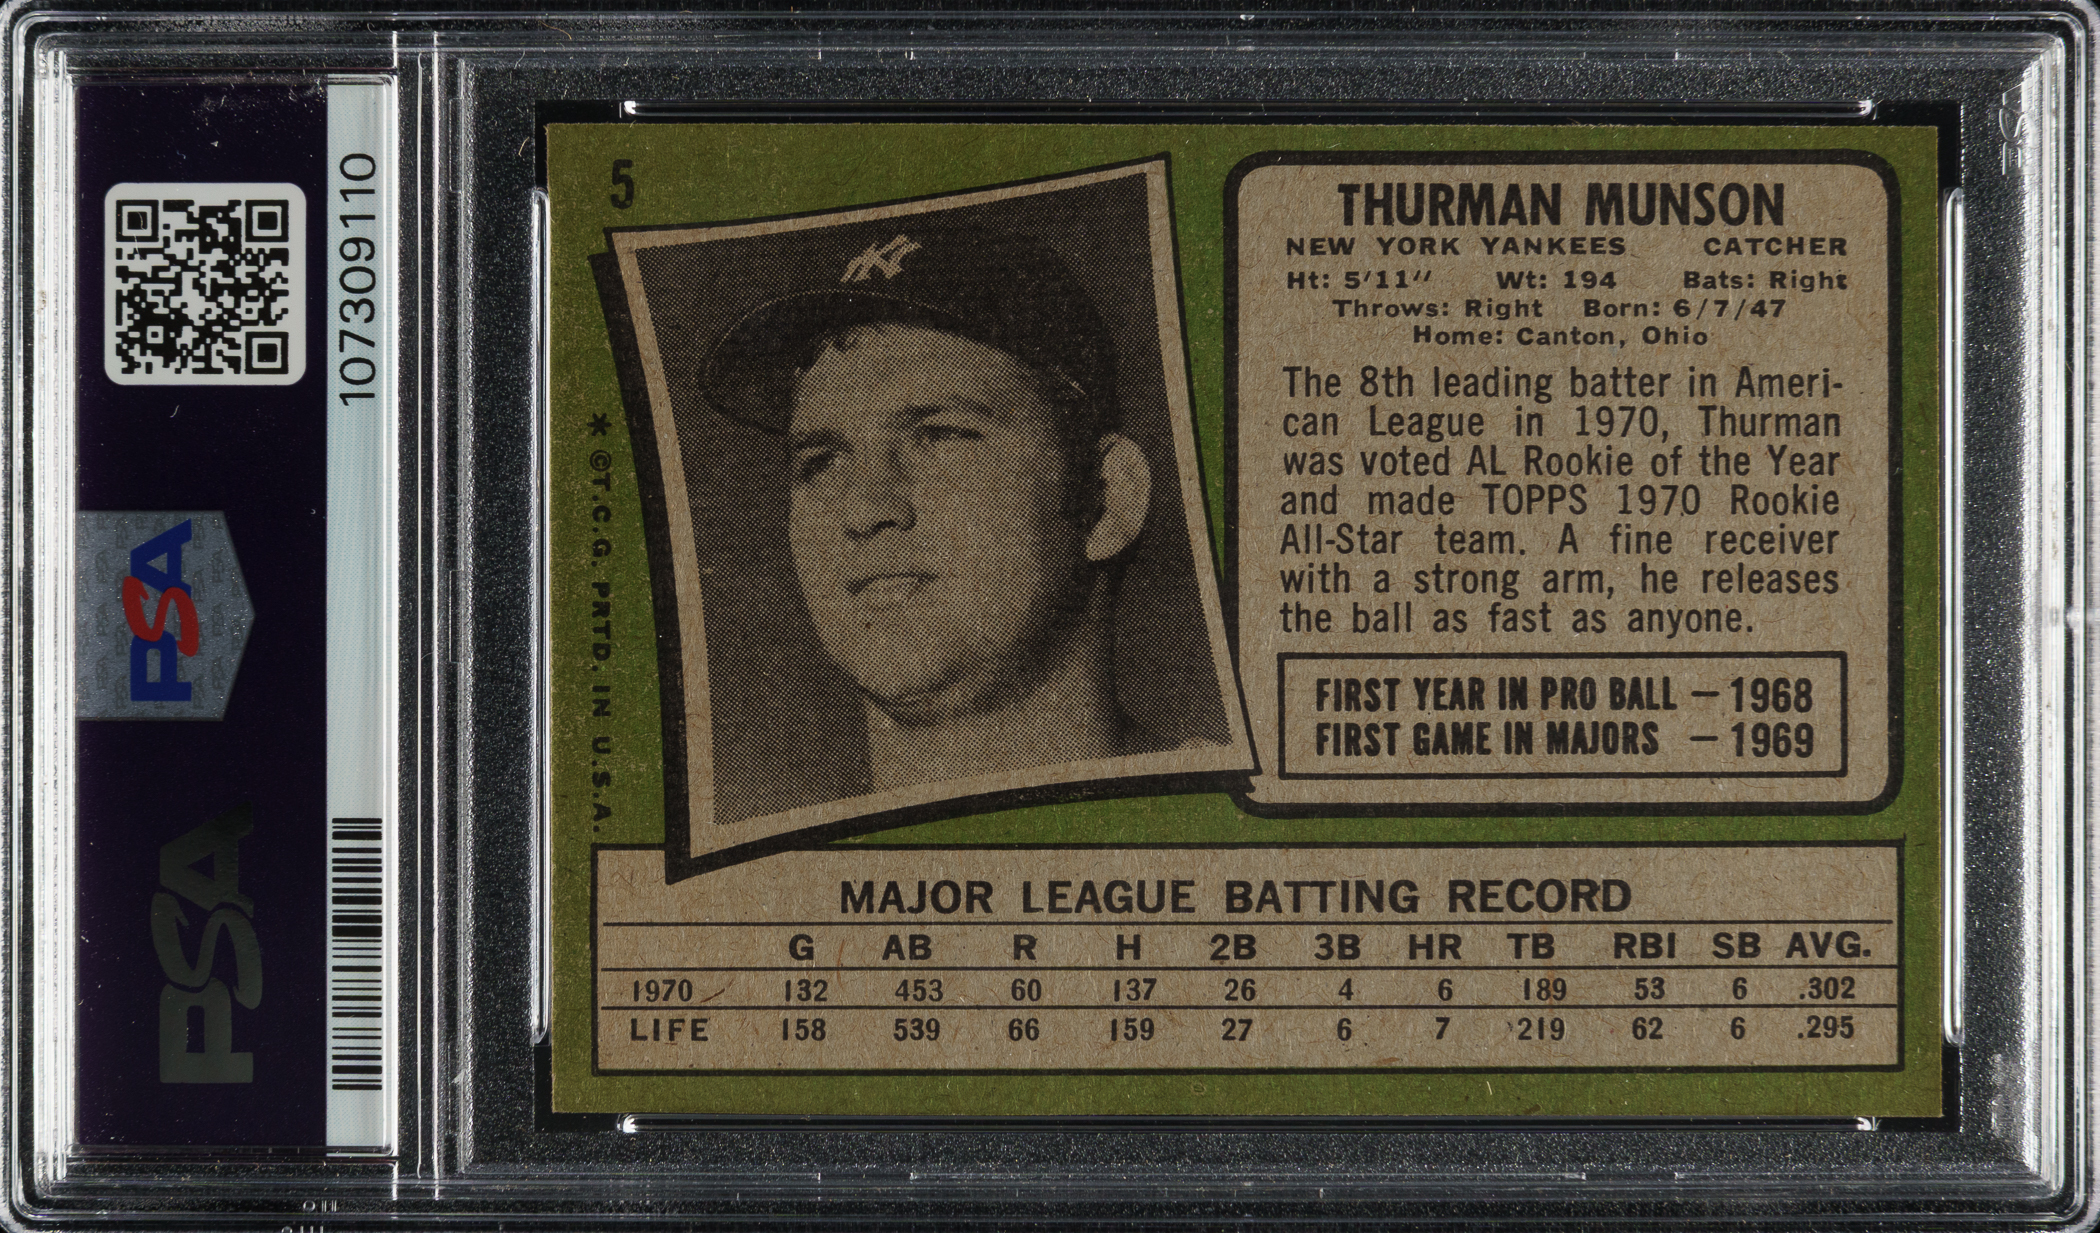 107309110
PSA
PSA
5
* ©T.C.G. PRTD. IN U.S.A.
NY
THURMAN MUNSON
NEW YORK YANKEES CATCHER
Ht: 5'11" Wt: 194 Bats: Right
Throws: Right Born: 6/7/47
Home: Canton, Ohio
The 8th leading batter in Ameri-
can League in 1970, Thurman
was voted AL Rookie of the Year
and made TOPPS 1970 Rookie
All-Star team. A fine receiver
with a strong arm, he releases
the ball as fast as anyone.
FIRST YEAR IN PRO BALL — 1968
FIRST GAME IN MAJORS — 1969
MAJOR LEAGUE BATTING RECORD
G AB R H 2B 3B HR TB RBI SB AVG.
1970 132 453 60 137 26 4 6 189 53 6 .302
LIFE 158 539 66 159 27 6 7 219 62 6 .295